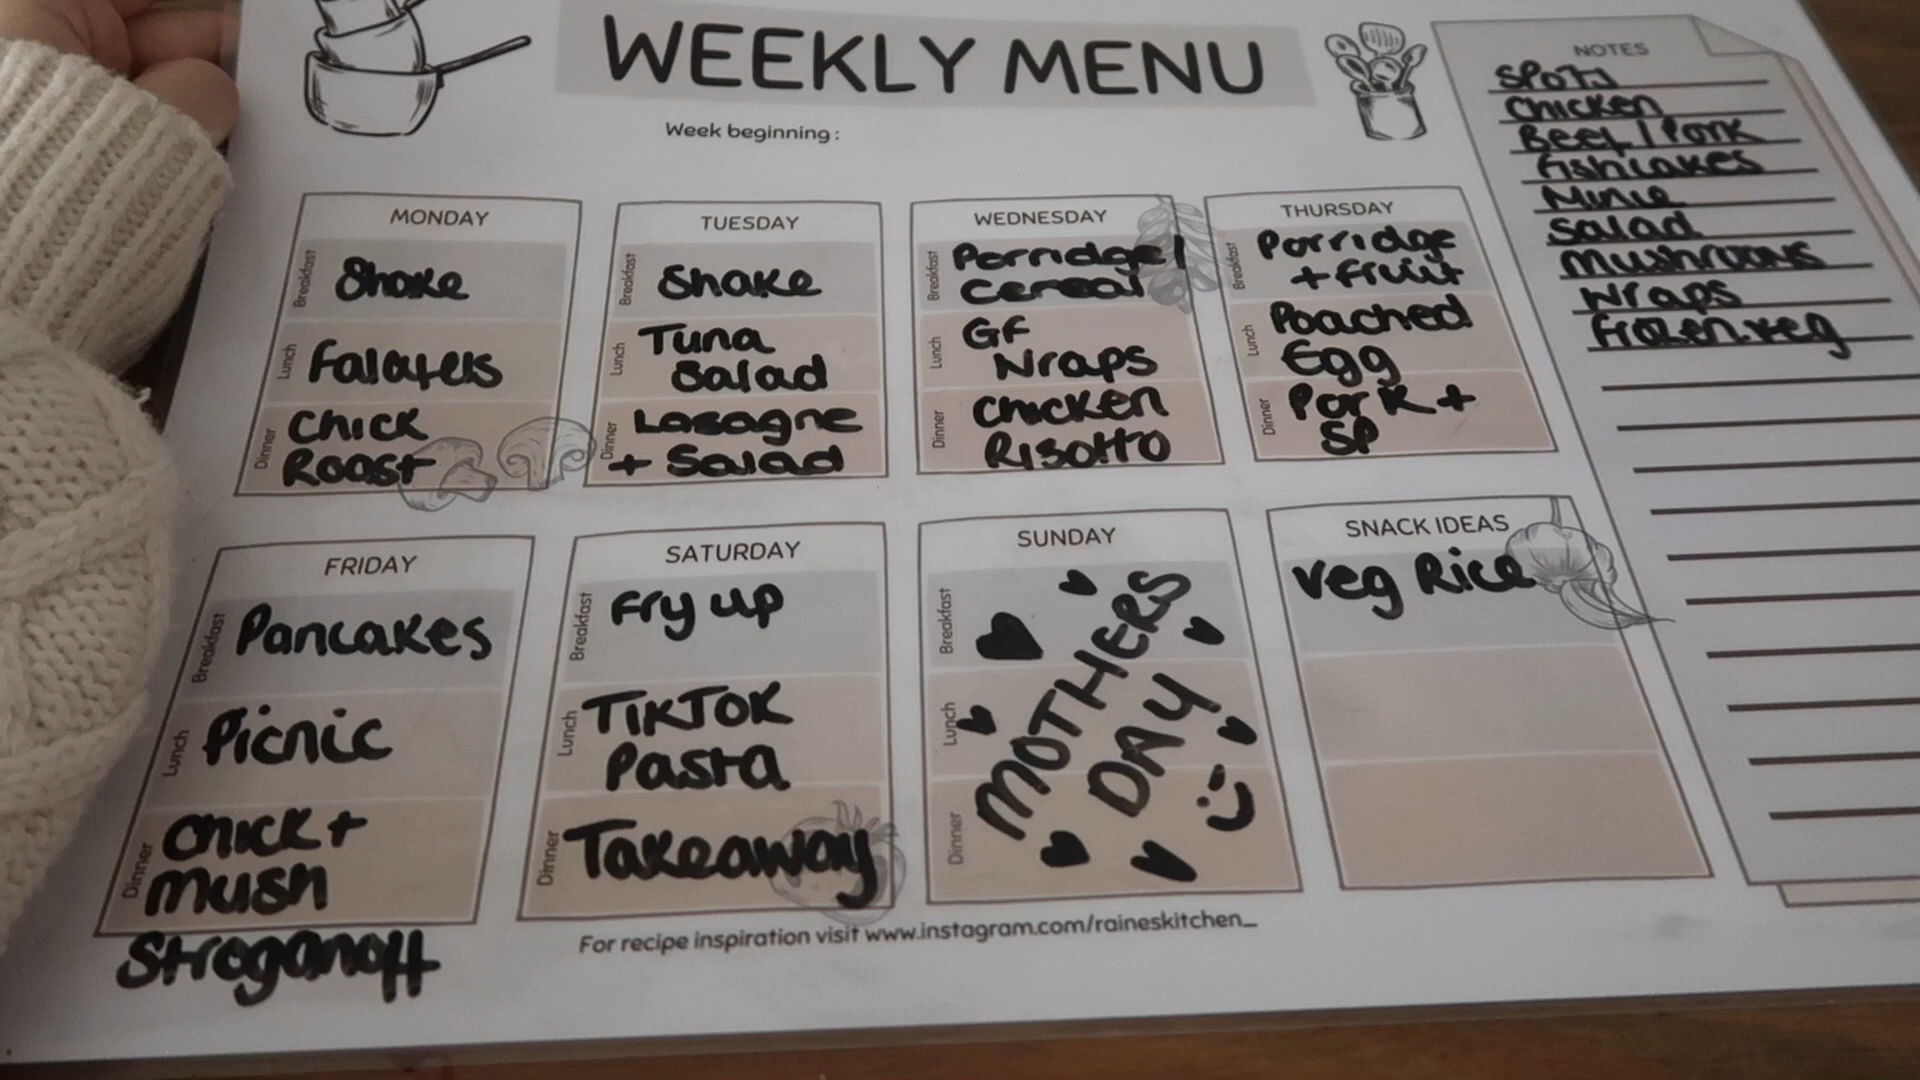 WEEKLY MENU
Week beginning:
MONDAY
Breakfast
Shake
Lunch
Falafels
Dinner
Chick
Roast
TUESDAY
Breakfast
Shake
Lunch
Tuna
Salad
Dinner
Lasagne
+ Salad
WEDNESDAY
Breakfast
Porridge/
Cereal
Lunch
GF
Wraps
Dinner
Chicken
Risotto
THURSDAY
Breakfast
Porridge
+ fruit
Lunch
Poached
Egg
Dinner
Pork +
SP
FRIDAY
Breakfast
Pancakes
Lunch
Picnic
Dinner
Chick +
Mush
Stroganoff
SATURDAY
Breakfast
Fry up
Lunch
TikTok
Pasta
Dinner
Takeaway
SUNDAY
Breakfast
Lunch
Dinner
MOTHERS
DAY
SNACK IDEAS
Veg Rice
NOTES
SPots
Chicken
Beef / Pork
Fishcakes
Mince
Salad
Mushrooms
Wraps
Frozen veg
For recipe inspiration visit www.instagram.com/raineskitchen_